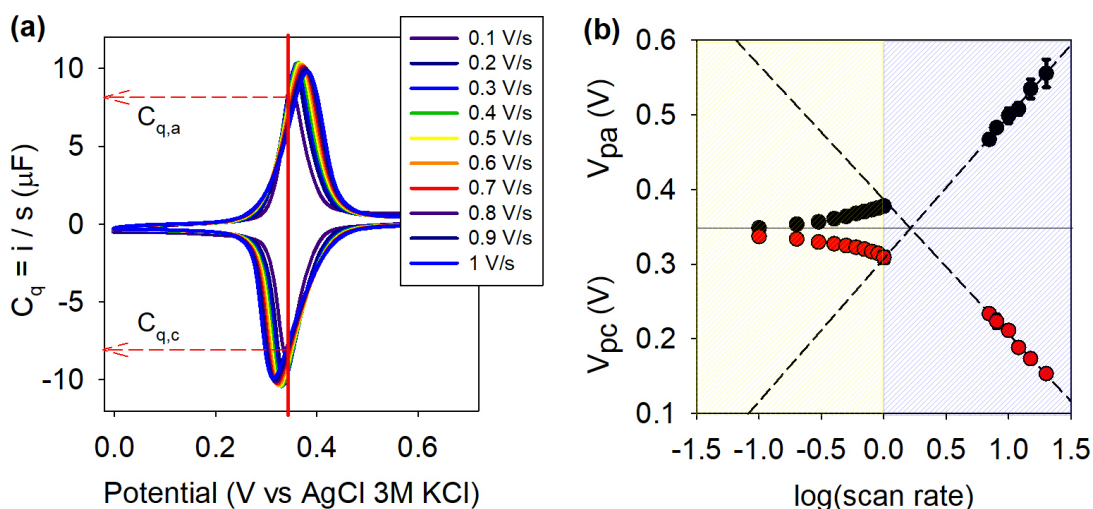 (a)
C_q = i / s (μF)
10
5
0
-5
-10
C_q,a
C_q,c
0.1 V/s
0.2 V/s
0.3 V/s
0.4 V/s
0.5 V/s
0.6 V/s
0.7 V/s
0.8 V/s
0.9 V/s
1 V/s
0.0 0.2 0.4 0.6
Potential (V vs AgCl 3M KCl)
(b)
Vpc (V) Vpa (V)
0.6
0.5
0.4
0.3
0.2
0.1
-1.5 -1.0 -0.5 0.0 0.5 1.0 1.5
log(scan rate)